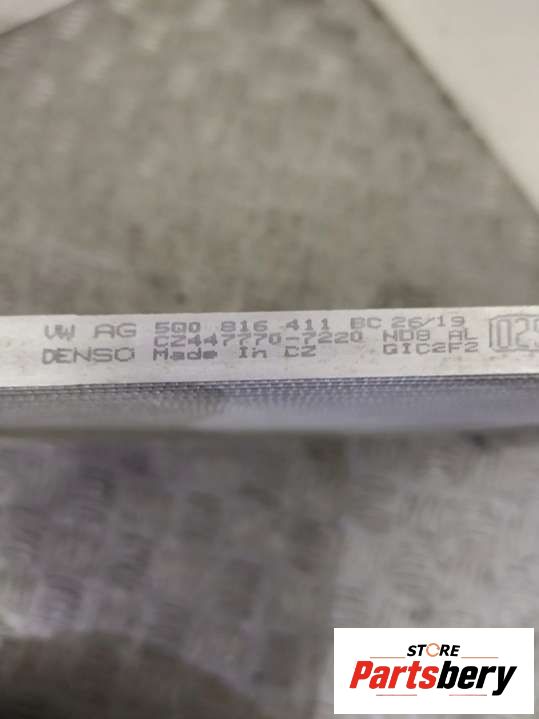 VW AG 5Q0 816 411 BC 26/19
CZ447770-7220 ND8 AL
DENSO Made In CZ GIC2F2
STORE
Partsbery